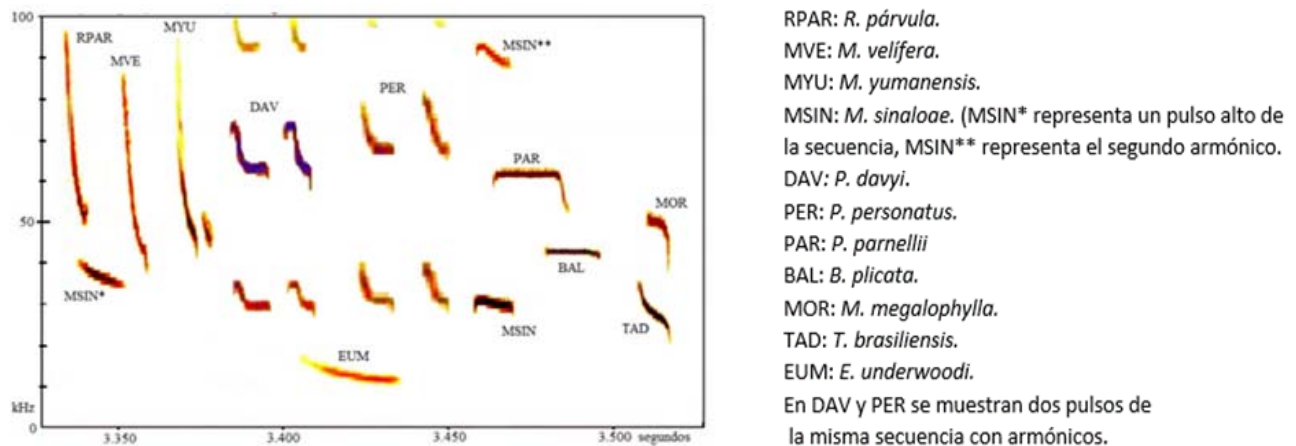 100
RPAR
MVE
MYU
MSIN**
DAV
PER
PAR
50
MOR
MSIN*
BAL
MSIN
TAD
EUM
kHz
0
3.350
3.400
3.450
3.500
segundos
RPAR: R. párvula.
MVE: M. velífera.
MYU: M. yumanensis.
MSIN: M. sinaloae. (MSIN* representa un pulso alto de
la secuencia, MSIN** representa el segundo armónico.
DAV: P. davyi.
PER: P. personatus.
PAR: P. parnellii
BAL: B. plicata.
MOR: M. megalophylla.
TAD: T. brasiliensis.
EUM: E. underwoodi.
En DAV y PER se muestran dos pulsos de
la misma secuencia con armónicos.